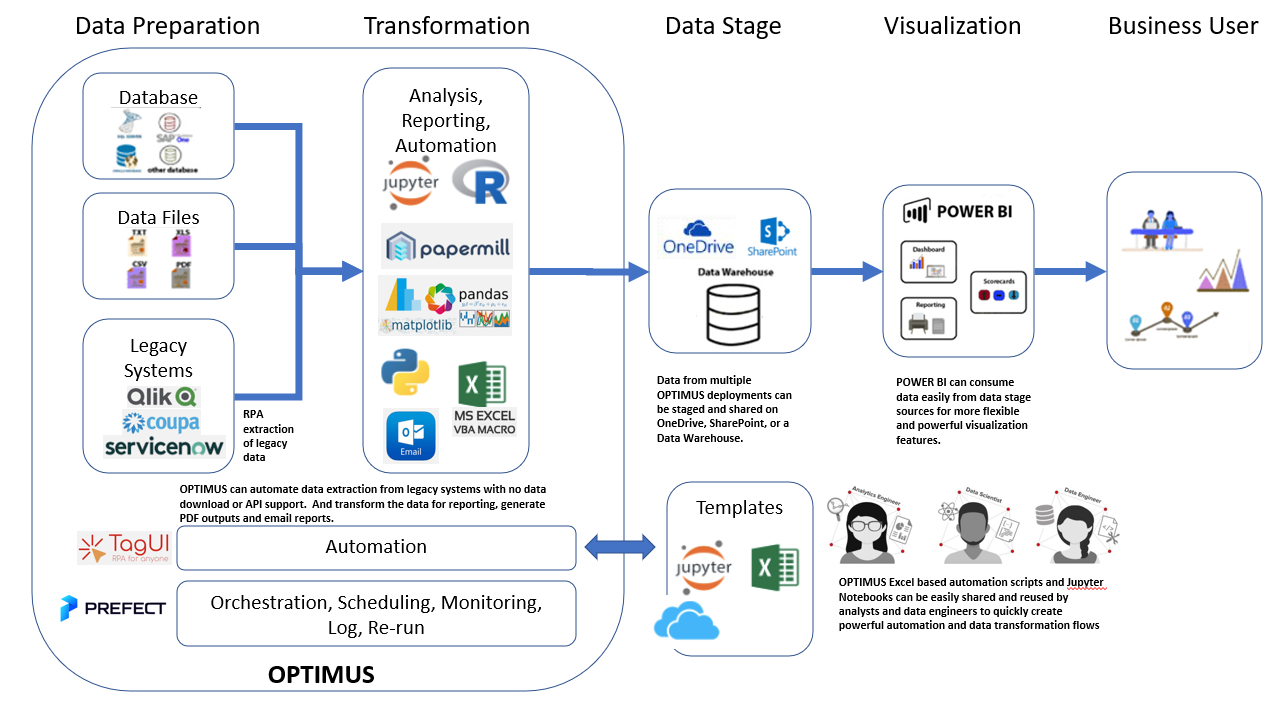 Data Preparation
Transformation
Data Stage
Visualization
Business User
Database
SQL SERVER
SAP
One
other database
Data Files
TXT
XLS
CSV
PDF
Legacy
Systems
Qlik
coupa
servicenow
RPA
extraction
of legacy
data
Analysis,
Reporting,
Automation
jupyter
R
papermill
pandas
matplotlib
MS EXCEL
VBA MACRO
Email
OneDrive
SharePoint
Data Warehouse
Data from multiple
OPTIMUS deployments can
be staged and shared on
OneDrive, SharePoint, or a
Data Warehouse.
POWER BI
Dashboard
Scorecards
Reporting
POWER BI can consume
data easily from data stage
sources for more flexible
and powerful visualization
features.
OPTIMUS can automate data extraction from legacy systems with no data
download or API support.  And transform the data for reporting, generate
PDF outputs and email reports.
TagUI
RPA for anyone
Automation
PREFECT
Orchestration, Scheduling, Monitoring,
Log, Re-run
OPTIMUS
Templates
jupyter
Analytics Engineer
Data Scientist
Data Engineer
OPTIMUS Excel based automation scripts and Jupyter
Notebooks can be easily shared and reused by
analysts and data engineers to quickly create
powerful automation and data transformation flows